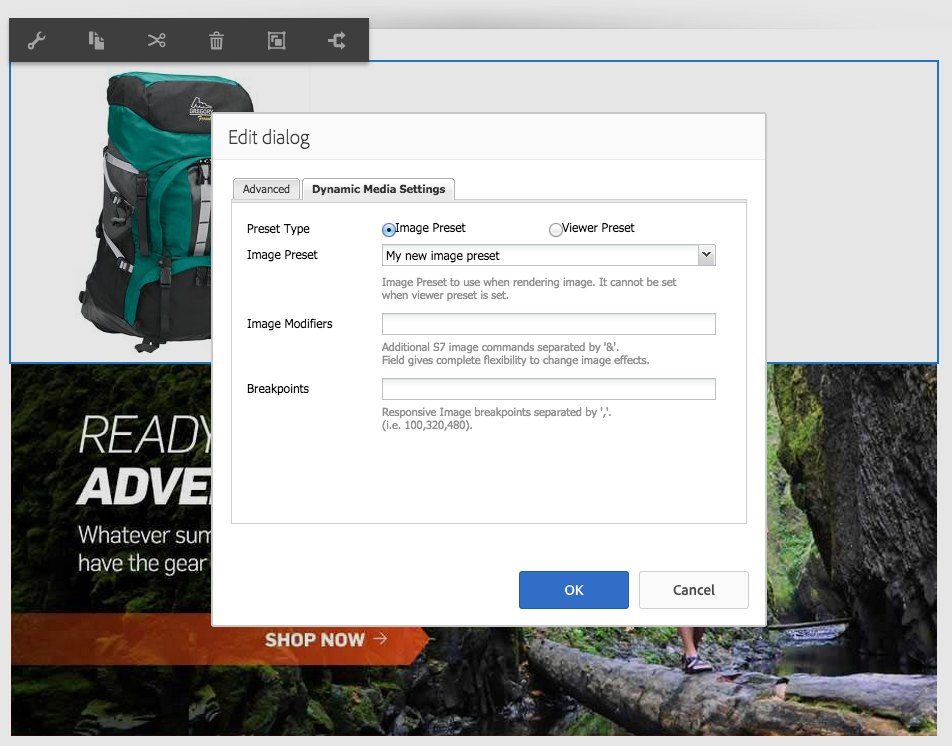 GREGORY
Edit dialog
Advanced
Dynamic Media Settings
Preset Type
Image Preset
Viewer Preset
Image Preset
My new image preset
Image Preset to use when rendering image. It cannot be set
when viewer preset is set.
Image Modifiers
Additional S7 image commands separated by '&'.
Field gives complete flexibility to change image effects.
Breakpoints
Responsive Image breakpoints separated by ','.
(i.e. 100,320,480).
OK
Cancel
READY
ADVE
Whatever sum
have the gear
SHOP NOW →